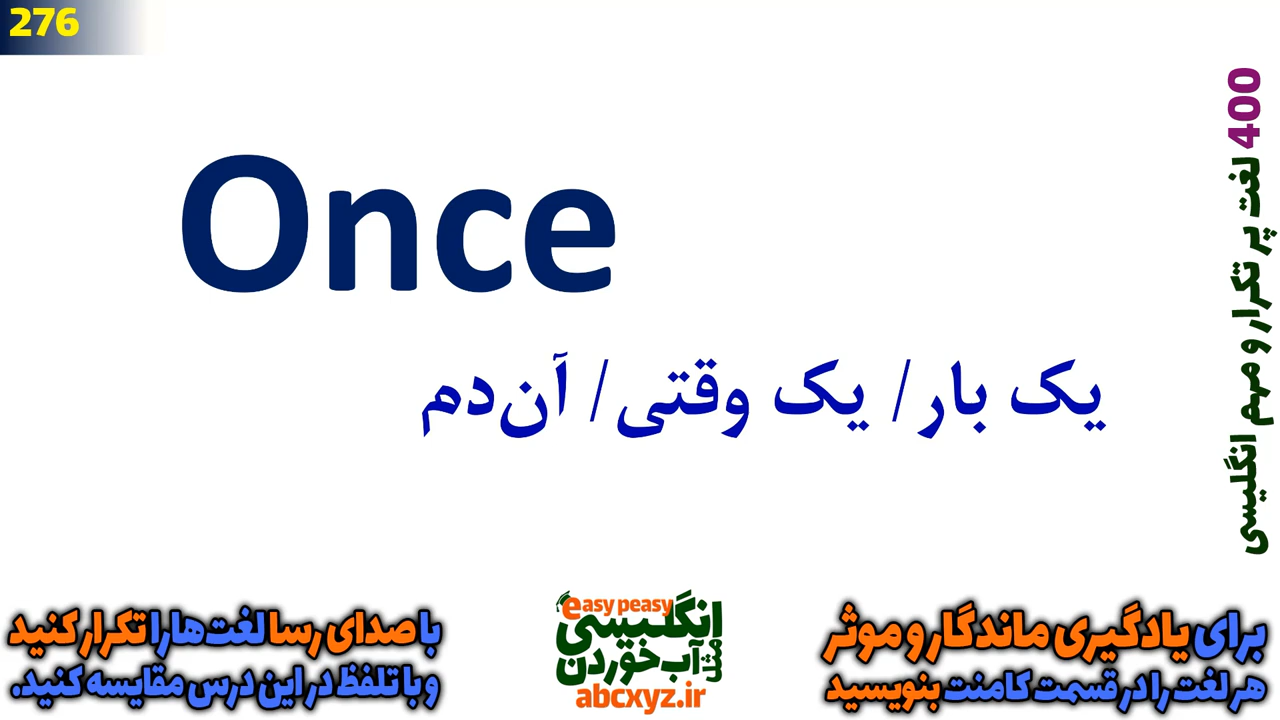 276
Once
یک بار/ یک وقتی/ آن‌دم
400 لغت پر تکرار و مهم انگلیسی
با صدای رسا لغت‌ها را تکرار کنید
و با تلفظ در این درس مقایسه کنید.
easy peasy
انگلیسی
مثل آب خوردن
abcxyz.ir
برای یادگیری ماندگار و موثر
هر لغت را در قسمت کامنت بنویسید